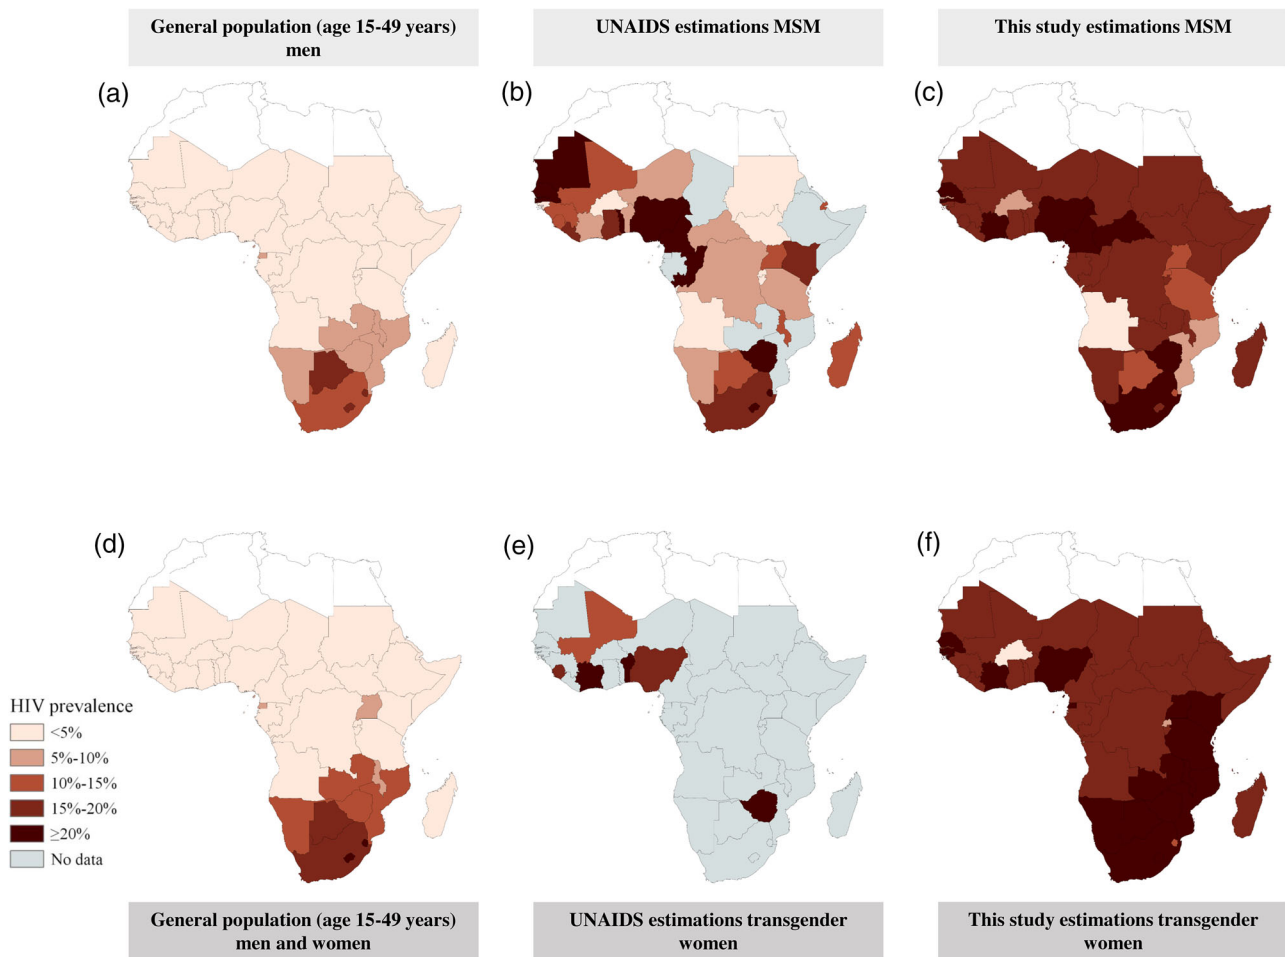 General population (age 15-49 years)
men
UNAIDS estimations MSM
This study estimations MSM
(a)
(b)
(c)
(d)
(e)
(f)
HIV prevalence
<5%
5%-10%
10%-15%
15%-20%
≥20%
No data
General population (age 15-49 years)
men and women
UNAIDS estimations transgender
women
This study estimations transgender
women